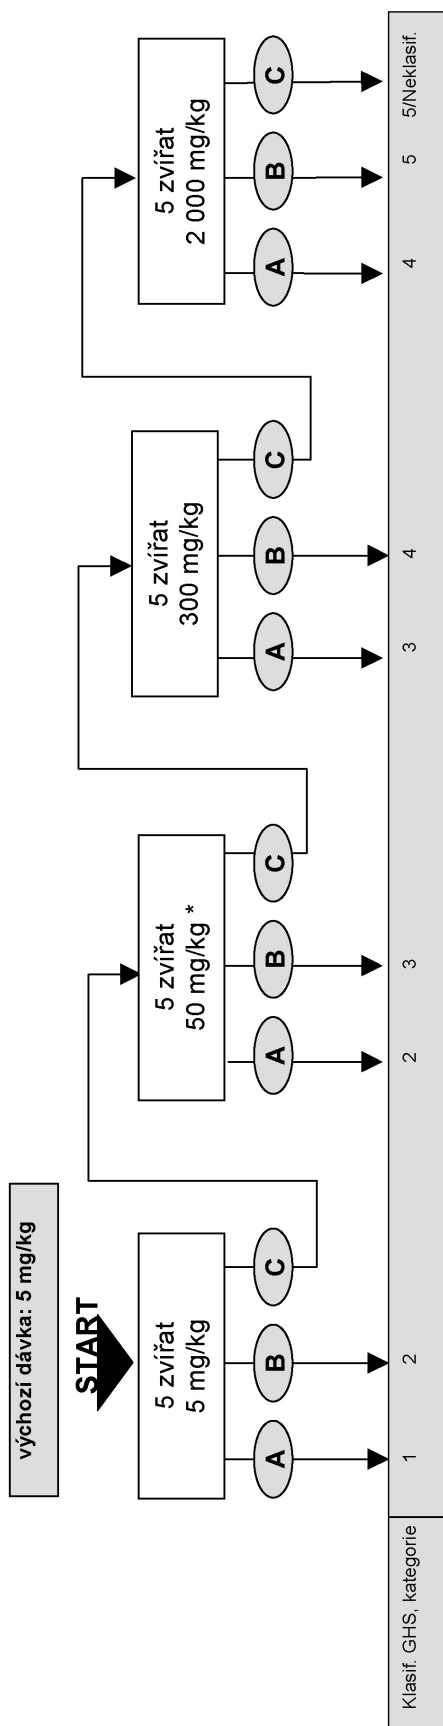 výchozí dávka: 5 mg/kg
START
5 zvířat
5 mg/kg
A
B
C
5 zvířat
50 mg/kg *
A
B
C
5 zvířat
300 mg/kg
A
B
C
5 zvířat
2 000 mg/kg
A
B
C
Klasif. GHS, kategorie
1
2
2
3
3
4
4
5
5/Neklasif.